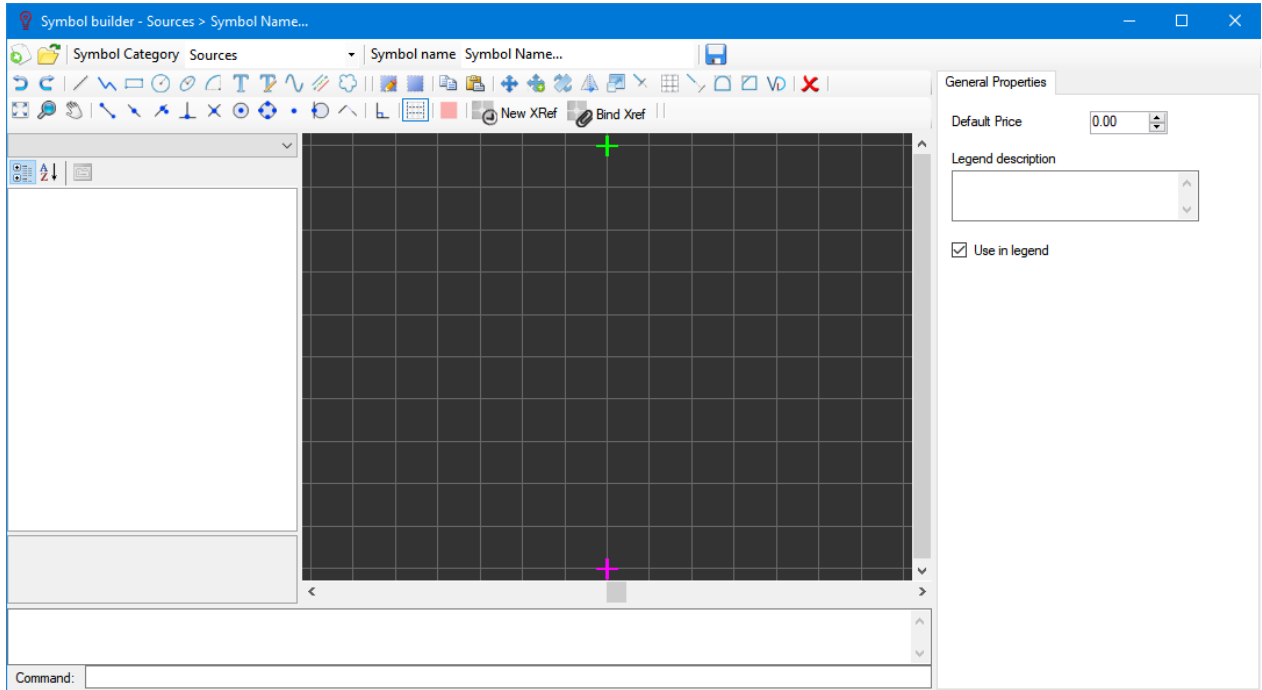 Symbol builder - Sources > Symbol Name...
Symbol Category Sources Symbol name Symbol Name...
General Properties
New XRef Bind Xref
Default Price 0.00
Legend description
Use in legend
Command: